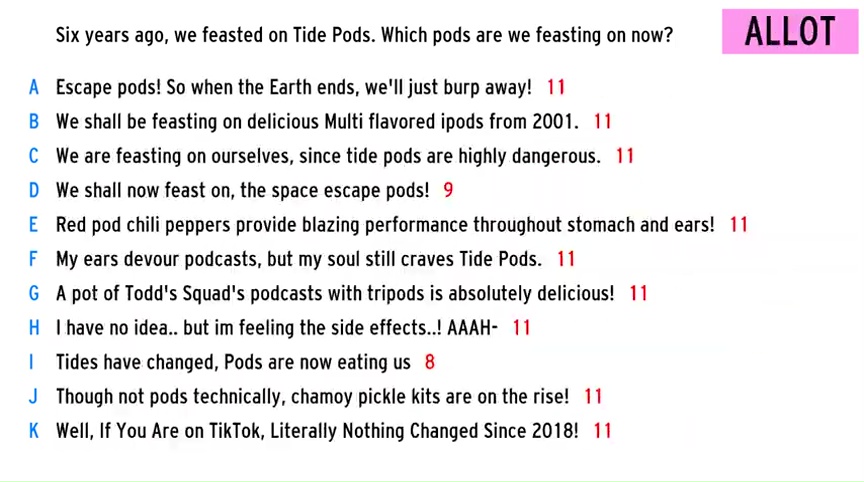 Six years ago, we feasted on Tide Pods. Which pods are we feasting on now?
ALLOT
A Escape pods! So when the Earth ends, we'll just burp away! 11
B We shall be feasting on delicious Multi flavored ipods from 2001. 11
C We are feasting on ourselves, since tide pods are highly dangerous. 11
D We shall now feast on, the space escape pods! 9
E Red pod chili peppers provide blazing performance throughout stomach and ears! 11
F My ears devour podcasts, but my soul still craves Tide Pods. 11
G A pot of Todd's Squad's podcasts with tripods is absolutely delicious! 11
H I have no idea.. but im feeling the side effects..! AAAH- 11
I Tides have changed, Pods are now eating us 8
J Though not pods technically, chamoy pickle kits are on the rise! 11
K Well, If You Are on TikTok, Literally Nothing Changed Since 2018! 11